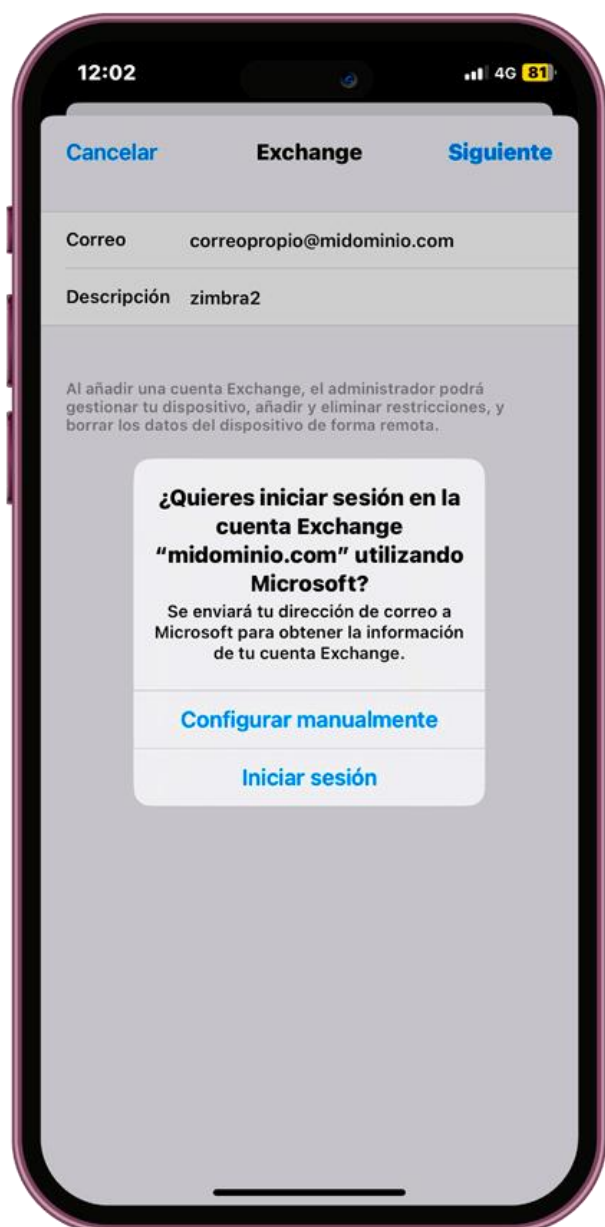 12:02
4G 81
Cancelar Exchange Siguiente
Correo correopropio@midominio.com
Descripción zimbra2
Al añadir una cuenta Exchange, el administrador podrá
gestionar tu dispositivo, añadir y eliminar restricciones, y
borrar los datos del dispositivo de forma remota.
¿Quieres iniciar sesión en la
cuenta Exchange
“midominio.com” utilizando
Microsoft?
Se enviará tu dirección de correo a
Microsoft para obtener la información
de tu cuenta Exchange.
Configurar manualmente
Iniciar sesión